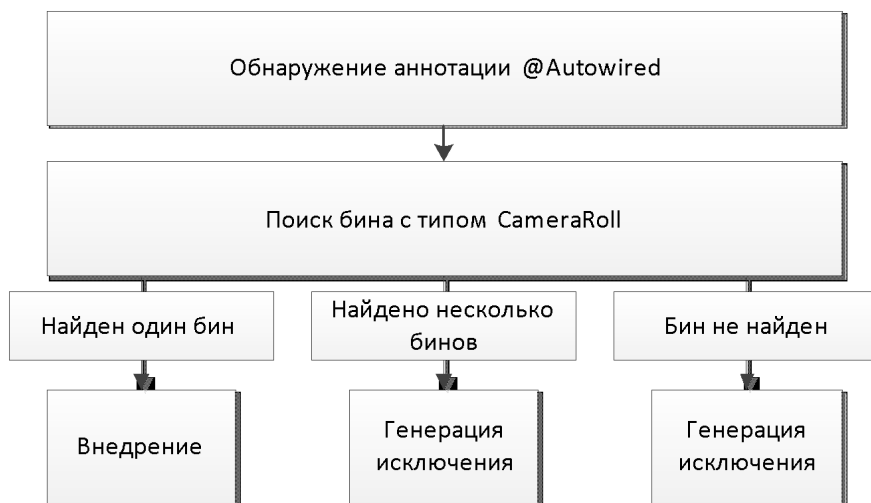 Обнаружение аннотации @Autowired
Поиск бина с типом CameraRoll
Найден один бин
Найдено несколько
бинов
Бин не найден
Внедрение
Генерация
исключения
Генерация
исключения